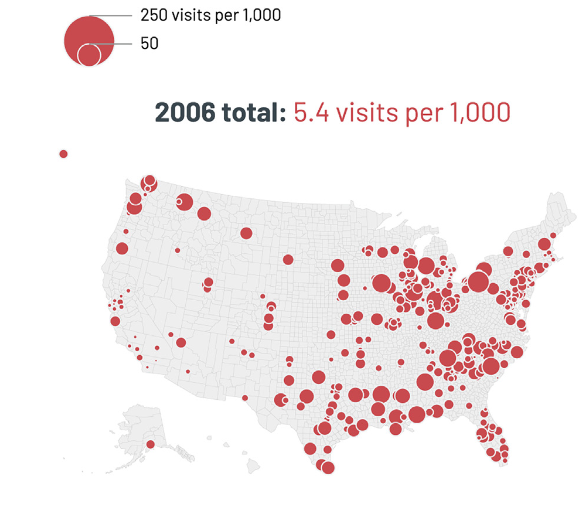 250 visits per 1,000
50
2006 total: 5.4 visits per 1,000